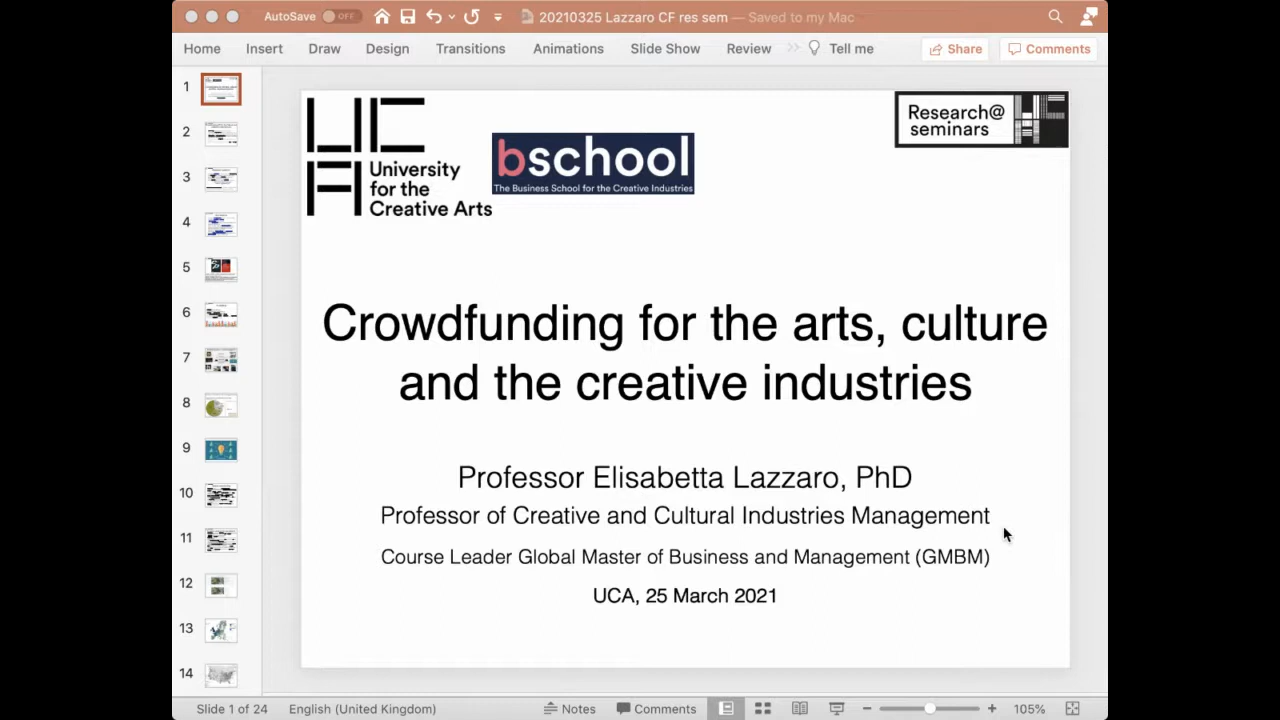 AutoSave OFF
20210325 Lazzaro CF res sem — Saved to my Mac
Home Insert Draw Design Transitions Animations Slide Show Review Tell me Share Comments
1
2
3
4
5
6
7
8
9
10
11
12
13
14
UCA
University
for the
Creative Arts
bschool
The Business School for the Creative Industries
Research@
seminars
Crowdfunding for the arts, culture
and the creative industries
Professor Elisabetta Lazzaro, PhD
Professor of Creative and Cultural Industries Management
Course Leader Global Master of Business and Management (GMBM)
UCA, 25 March 2021
Slide 1 of 24 English (United Kingdom) Notes Comments 105%